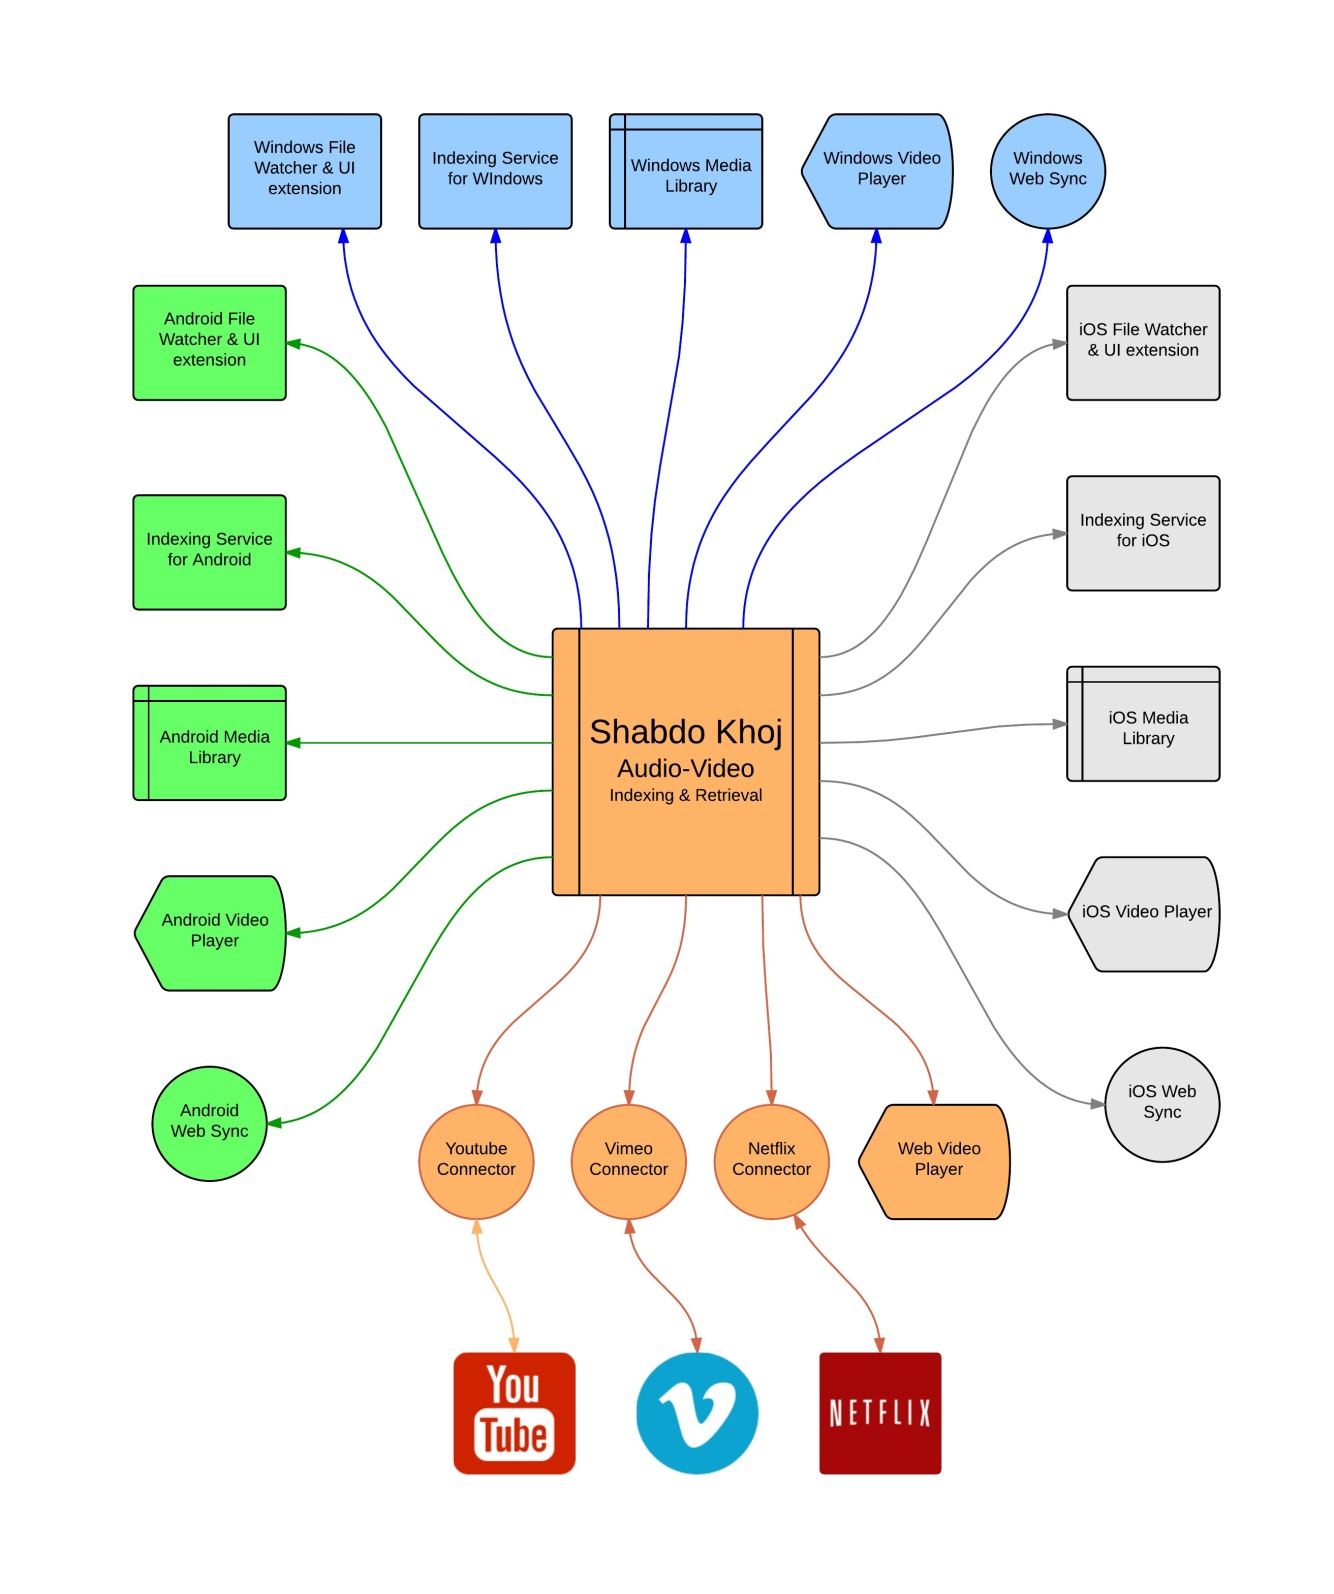 Windows File
Watcher & UI
extension
Indexing Service
for WIndows
Windows Media
Library
Windows Video
Player
Windows
Web Sync
Android File
Watcher & UI
extension
iOS File Watcher
& UI extension
Indexing Service
for Android
Indexing Service
for iOS
Android Media
Library
Shabdo Khoj
Audio-Video
Indexing & Retrieval
iOS Media
Library
Android Video
Player
iOS Video Player
Android
Web Sync
iOS Web
Sync
Youtube
Connector
Vimeo
Connector
Netflix
Connector
Web Video
Player
You
Tube
NETFLIX